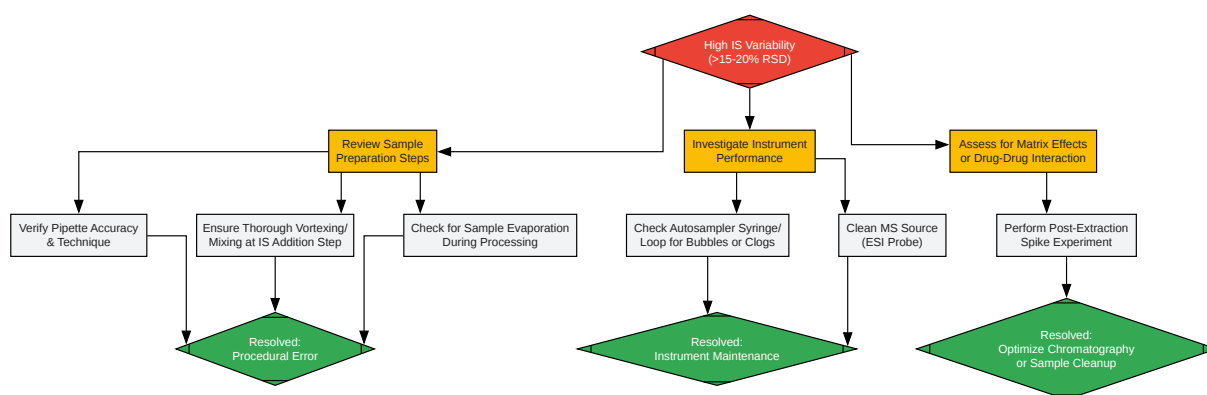 High IS Variability
(>15-20% RSD)
Review Sample
Preparation Steps
Investigate Instrument
Performance
Assess for Matrix Effects
or Drug-Drug Interaction
Verify Pipette Accuracy
& Technique
Ensure Thorough Vortexing/
Mixing at IS Addition Step
Check for Sample Evaporation
During Processing
Check Autosampler Syringe/
Loop for Bubbles or Clogs
Clean MS Source
(ESI Probe)
Perform Post-Extraction
Spike Experiment
Resolved:
Procedural Error
Resolved:
Instrument Maintenance
Resolved:
Optimize Chromatography
or Sample Cleanup